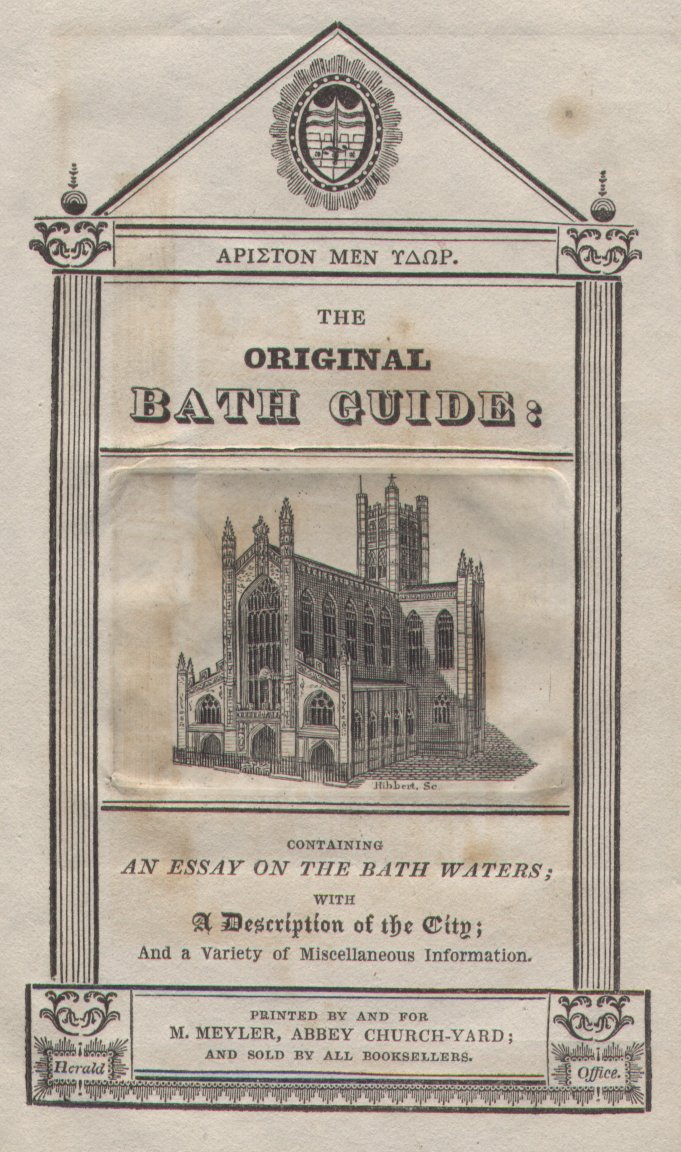 ΑΡΙΣΤΟΝ ΜΕΝ ΥΔΩΡ.
THE
ORIGINAL
BATH GUIDE:
Hibbert, Sc
CONTAINING
AN ESSAY ON THE BATH WATERS;
WITH
A Description of the City;
And a Variety of Miscellaneous Information.
PRINTED BY AND FOR
M. MEYLER, ABBEY CHURCH-YARD;
AND SOLD BY ALL BOOKSELLERS.
Herald Office.